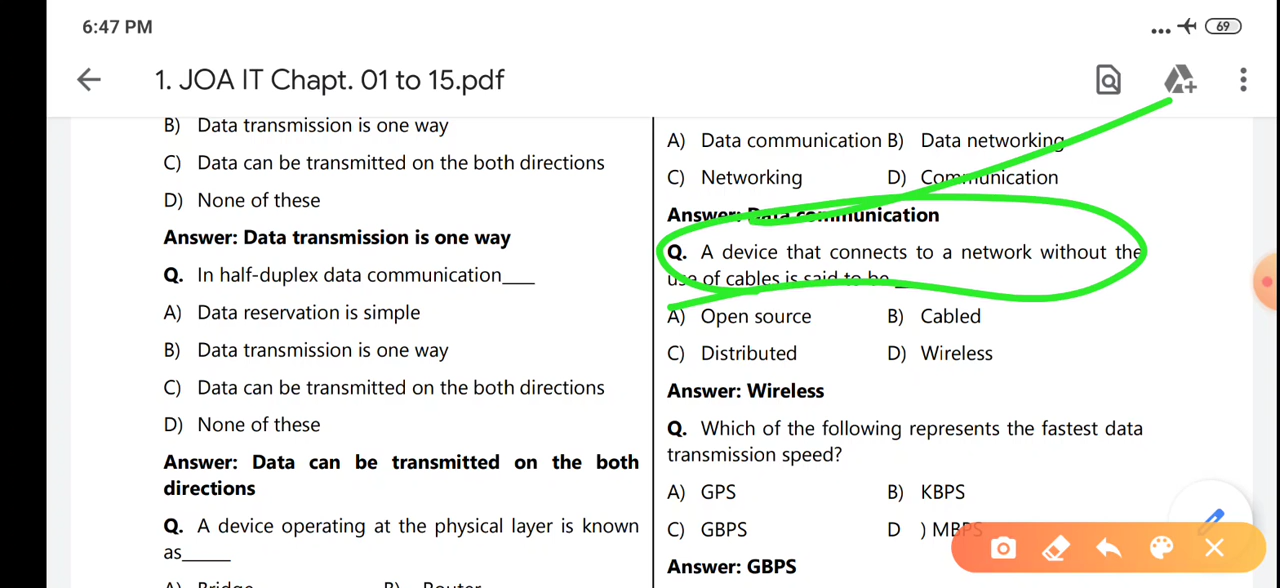 6:47 PM
69
1. JOA IT Chapt. 01 to 15.pdf
B) Data transmission is one way
C) Data can be transmitted on the both directions
D) None of these
Answer: Data transmission is one way
Q. In half-duplex data communication____
A) Data reservation is simple
B) Data transmission is one way
C) Data can be transmitted on the both directions
D) None of these
Answer: Data can be transmitted on the both
directions
Q. A device operating at the physical layer is known
as_____
A) Bridge B) Router
A) Data communication B) Data networking
C) Networking D) Communication
Answer: Data communication
Q. A device that connects to a network without the
use of cables is said to be
A) Open source B) Cabled
C) Distributed D) Wireless
Answer: Wireless
Q. Which of the following represents the fastest data
transmission speed?
A) GPS B) KBPS
C) GBPS D ) MBPS
Answer: GBPS